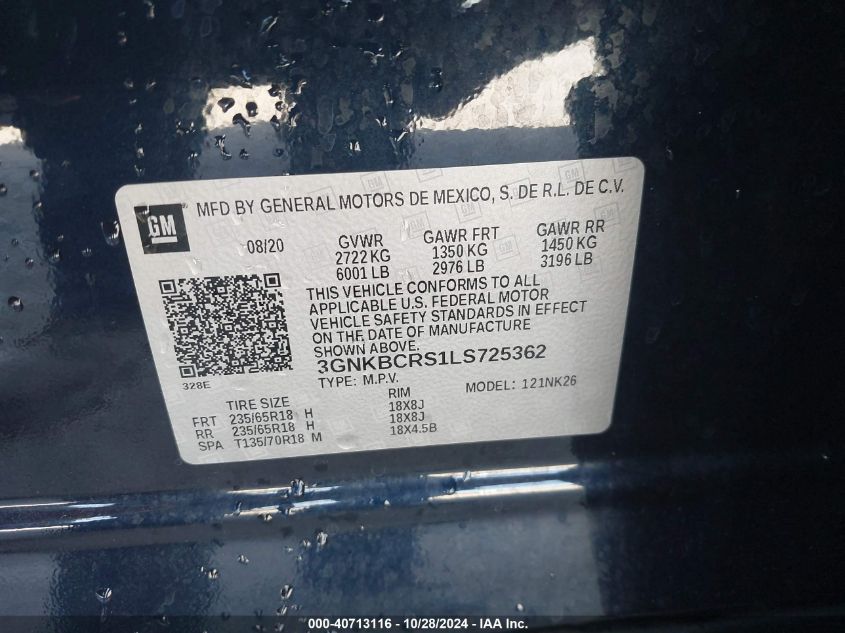 GM
MFD BY GENERAL MOTORS DE MEXICO, S. DE R.L. DE C.V.
08/20 GVWR GAWR FRT GAWR RR
2722 KG 1350 KG 1450 KG
6001 LB 2976 LB 3196 LB
THIS VEHICLE CONFORMS TO ALL
APPLICABLE U.S. FEDERAL MOTOR
VEHICLE SAFETY STANDARDS IN EFFECT
ON THE DATE OF MANUFACTURE
SHOWN ABOVE.
3GNKBCRS1LS725362
328E
TYPE: M.P.V. MODEL: 121NK26
TIRE SIZE RIM
FRT 235/65R18 H 18X8J
RR 235/65R18 H 18X8J
SPA T135/70R18 M 18X4.5B
000-40713116 - 10/28/2024 - IAA Inc.